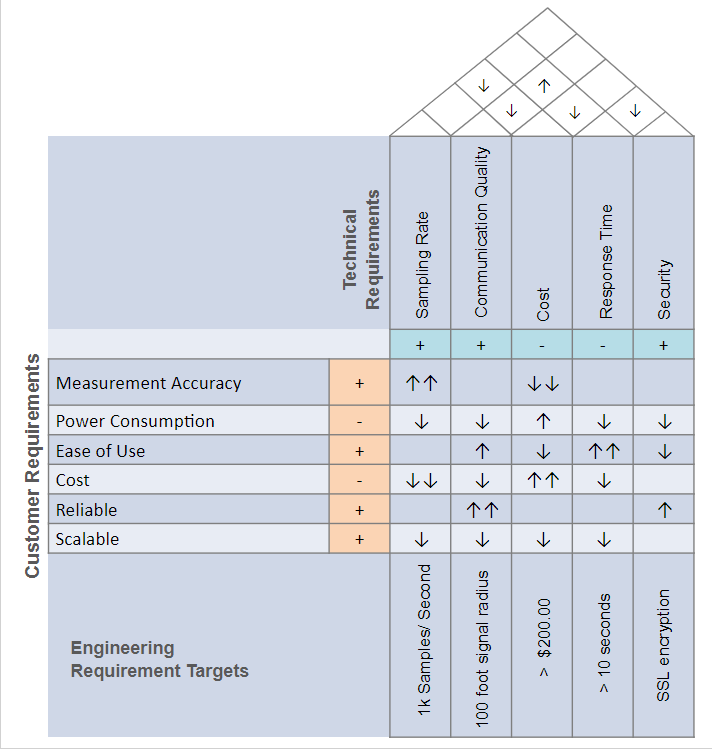 ↓ ↑
↓ ↓ ↓
Technical
Requirements
Sampling Rate
Communication Quality
Cost
Response Time
Security
+ + - - +
Customer Requirements
Measurement Accuracy + ↑↑ ↓↓
Power Consumption - ↓ ↓ ↑ ↓ ↓
Ease of Use + ↑ ↓ ↑↑ ↓
Cost - ↓↓ ↓ ↑↑ ↓
Reliable + ↑↑ ↑
Scalable + ↓ ↓ ↓ ↓
Engineering
Requirement Targets
1k Samples/ Second
100 foot signal radius
> $200.00
> 10 seconds
SSL encryption